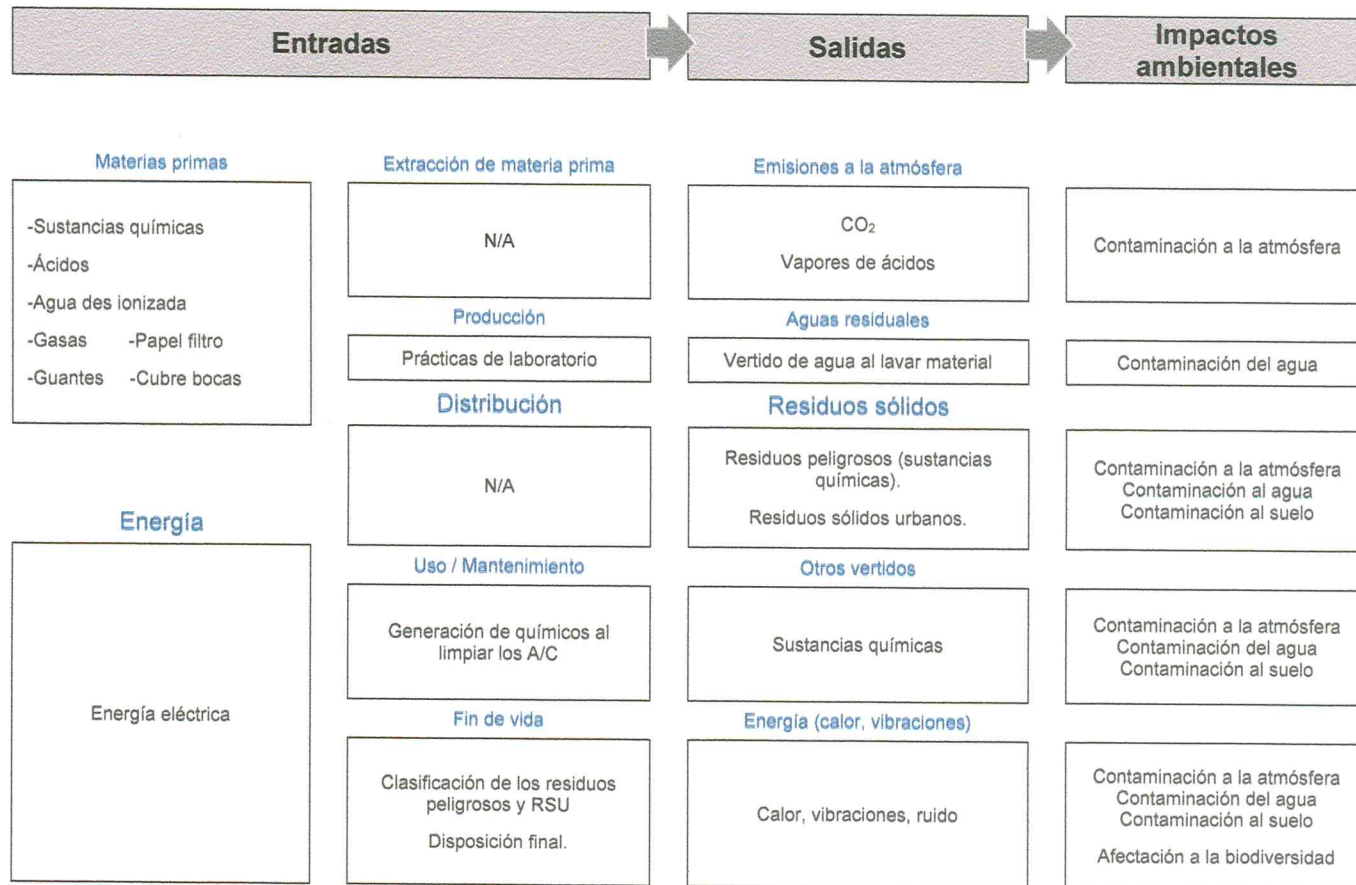 Entradas
Salidas
Impactos
ambientales
Materias primas
-Sustancias químicas
-Ácidos
-Agua des ionizada
-Gasas -Papel filtro
-Guantes -Cubre bocas
Energía
Energía eléctrica
Extracción de materia prima
N/A
Producción
Prácticas de laboratorio
Distribución
N/A
Uso / Mantenimiento
Generación de químicos al
limpiar los A/C
Fin de vida
Clasificación de los residuos
peligrosos y RSU
Disposición final.
Emisiones a la atmósfera
CO₂
Vapores de ácidos
Aguas residuales
Vertido de agua al lavar material
Residuos sólidos
Residuos peligrosos (sustancias
químicas).
Residuos sólidos urbanos.
Otros vertidos
Sustancias químicas
Energía (calor, vibraciones)
Calor, vibraciones, ruido
Contaminación a la atmósfera
Contaminación del agua
Contaminación a la atmósfera
Contaminación al agua
Contaminación al suelo
Contaminación a la atmósfera
Contaminación del agua
Contaminación al suelo
Contaminación a la atmósfera
Contaminación del agua
Contaminación al suelo
Afectación a la biodiversidad